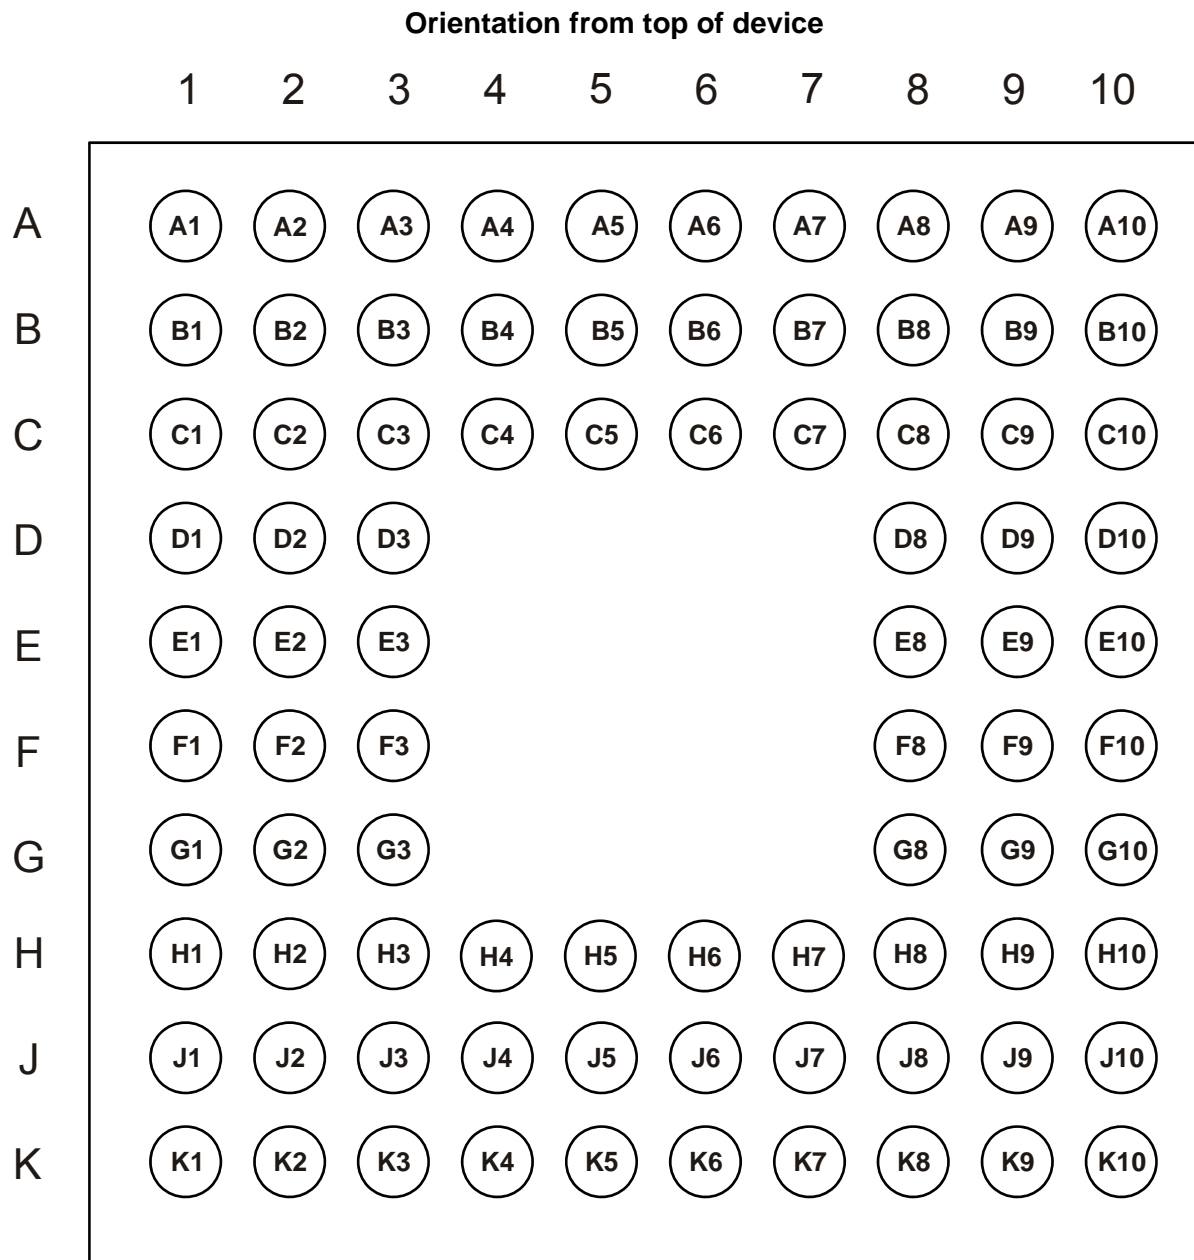 Orientation from top of device
1 2 3 4 5 6 7 8 9 10
A A1 A2 A3 A4 A5 A6 A7 A8 A9 A10
B B1 B2 B3 B4 B5 B6 B7 B8 B9 B10
C C1 C2 C3 C4 C5 C6 C7 C8 C9 C10
D D1 D2 D3 D8 D9 D10
E E1 E2 E3 E8 E9 E10
F F1 F2 F3 F8 F9 F10
G G1 G2 G3 G8 G9 G10
H H1 H2 H3 H4 H5 H6 H7 H8 H9 H10
J J1 J2 J3 J4 J5 J6 J7 J8 J9 J10
K K1 K2 K3 K4 K5 K6 K7 K8 K9 K10